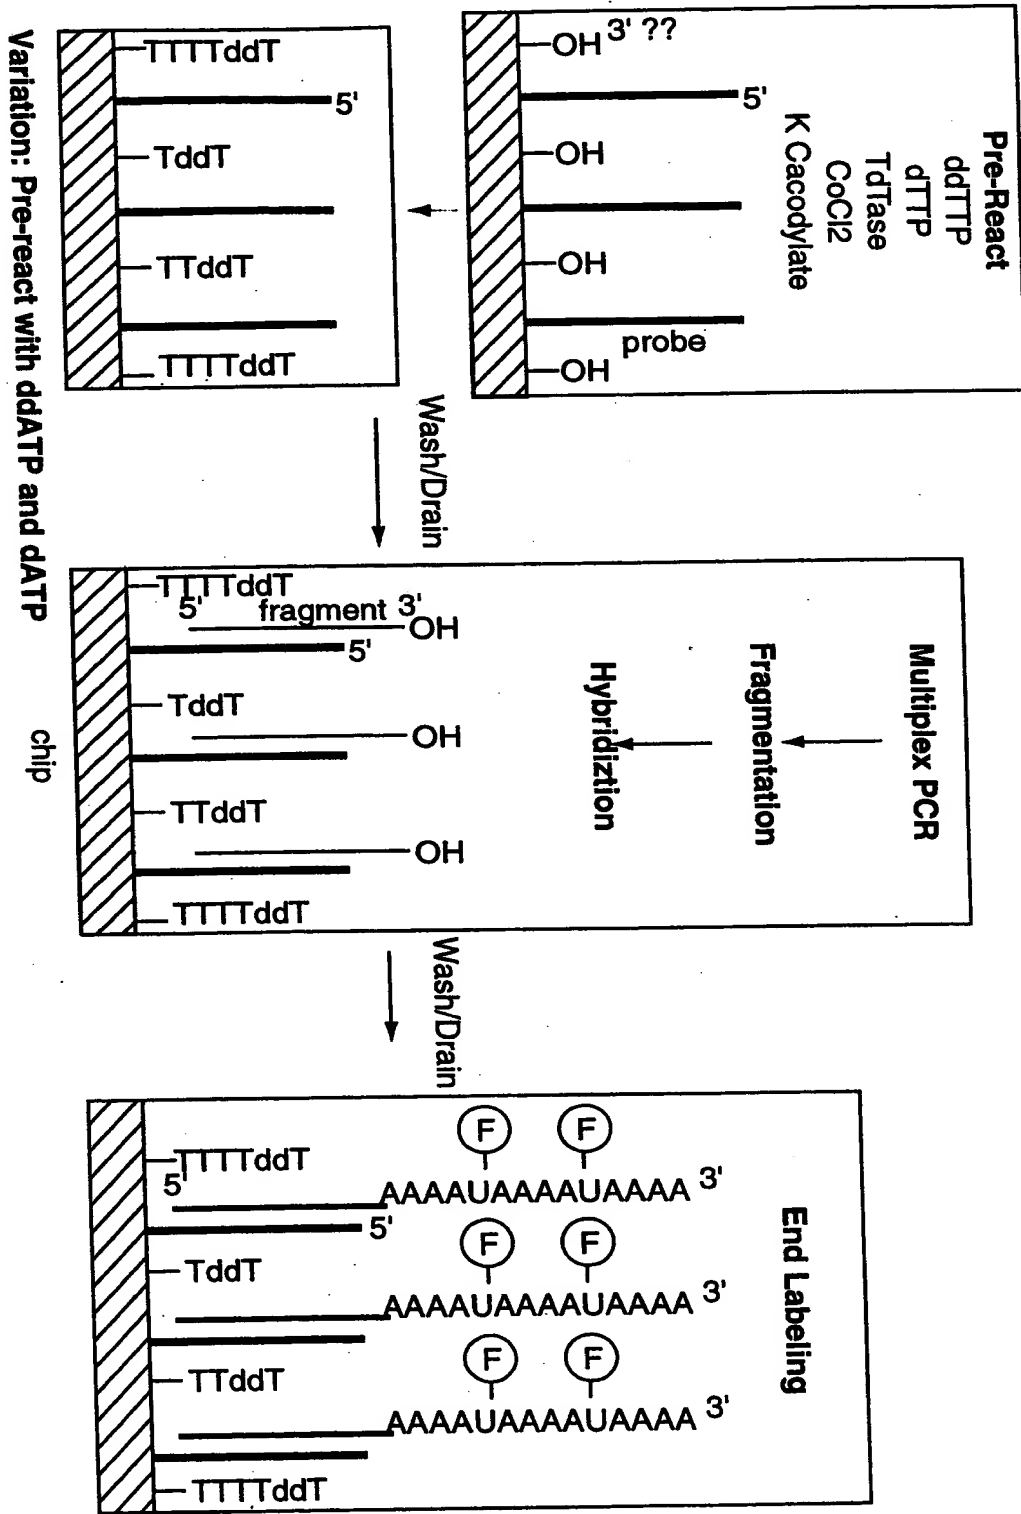 OH 3' ??
5'
OH
OH
probe
OH
Pre-React
ddTTP
dTTP
TdTase
CoCl2
K Cacodylate
TTTTddT
5'
TddT
TTddT
TTTTddT
Wash/Drain
Variation: Pre-react with ddATP and dATP
TTTTddT
5' fragment 3'
OH
5'
TddT
OH
TTddT
OH
TTTTddT
Multiplex PCR
Fragmentation
Hybridiztion
chip
Wash/Drain
F F
TTTTddT
5'
AAAAUAAAAUAAAA 3'
5'
F F
TddT
AAAAUAAAAUAAAA 3'
F F
TTddT
AAAAUAAAAUAAAA 3'
TTTTddT
End Labeling